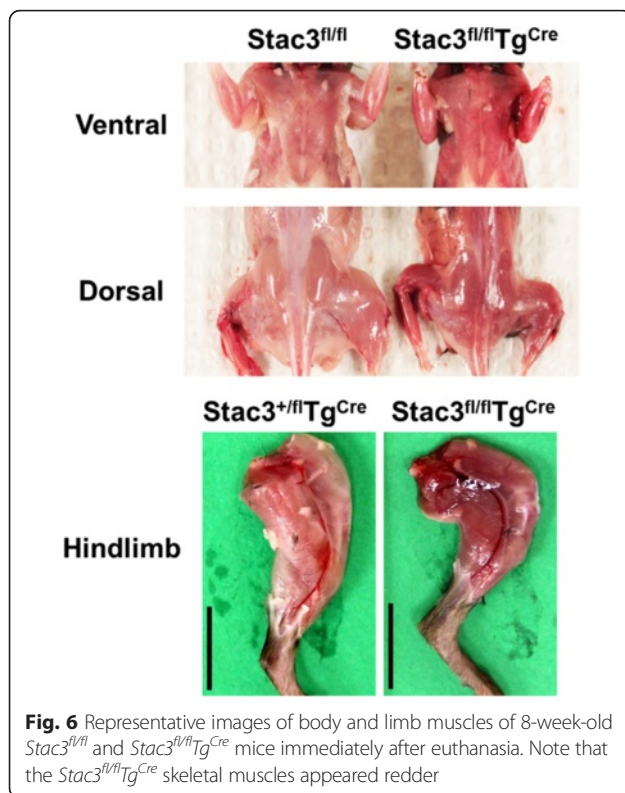 Stac3fl/fl Stac3fl/flTgCre
Ventral
Dorsal
Stac3+/flTgCre Stac3fl/flTgCre
Hindlimb
Fig. 6 Representative images of body and limb muscles of 8-week-old
Stac3fl/fl and Stac3fl/flTgCre mice immediately after euthanasia. Note that
the Stac3fl/flTgCre skeletal muscles appeared redder